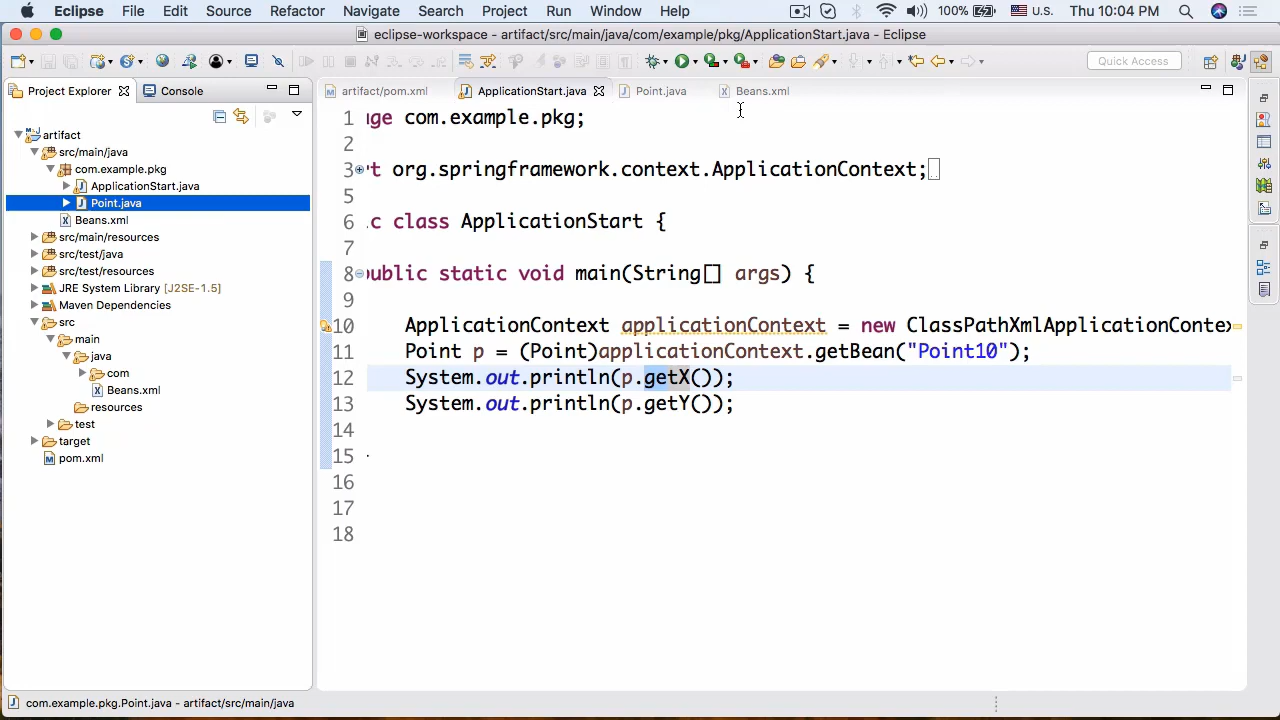 Eclipse File Edit Source Refactor Navigate Search Project Run Window Help 100% U.S. Thu 10:04 PM
eclipse-workspace - artifact/src/main/java/com/example/pkg/ApplicationStart.java - Eclipse
Quick Access
Project Explorer Console
artifact/pom.xml ApplicationStart.java Point.java Beans.xml
artifact
src/main/java
com.example.pkg
ApplicationStart.java
Point.java
Beans.xml
src/main/resources
src/test/java
src/test/resources
JRE System Library [J2SE-1.5]
Maven Dependencies
src
main
java
com
Beans.xml
resources
test
target
pom.xml
1 age com.example.pkg;
2
3 rt org.springframework.context.ApplicationContext;
5
6 ic class ApplicationStart {
7
8 public static void main(String[] args) {
9
10 ApplicationContext applicationContext = new ClassPathXmlApplicationContex
11 Point p = (Point)applicationContext.getBean("Point10");
12 System.out.println(p.getX());
13 System.out.println(p.getY());
14
15
16
17
18
com.example.pkg.Point.java - artifact/src/main/java